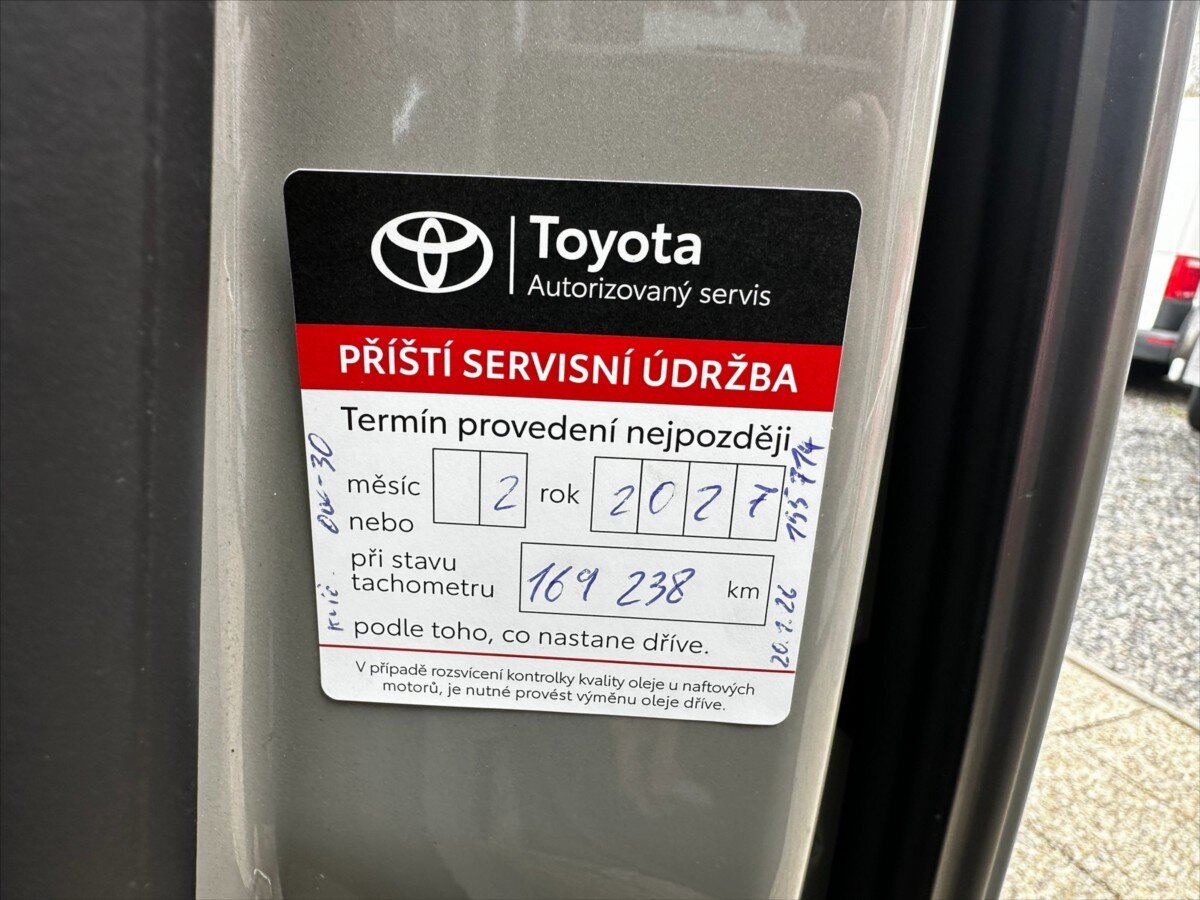 Toyota
Autorizovaný servis
PŘÍŠTÍ SERVISNÍ ÚDRŽBA
Termín provedení nejpozději
měsíc 2 rok 2027
nebo
při stavu
tachometru 169 238 km
podle toho, co nastane dříve.
V případě rozsvícení kontrolky kvality oleje u naftových
motorů, je nutné provést výměnu oleje dříve.
20.1.26